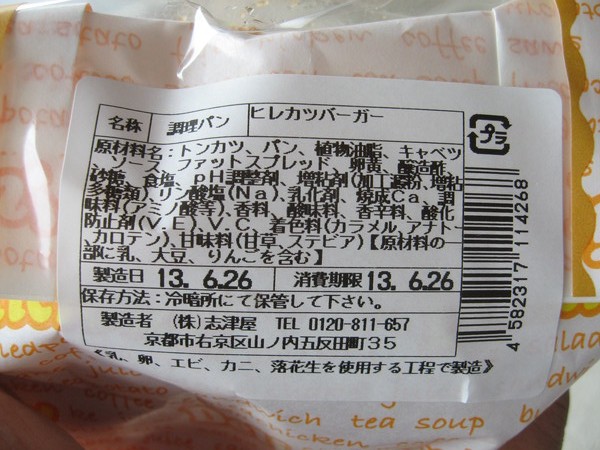 名称 調理パン ヒレカツバーガー
原材料名：トンカツ、パン、植物油脂、キャベツ
、ソース、ファットスプレッド、卵黄、醸造酢、
砂糖、食塩、pH調整剤、増粘剤(加工澱粉、増粘
多糖類)、リン酸塩(Na)、乳化剤、焼成Ca、調
味料(アミノ酸等)、香料、酸味料、香辛料、酸化
防止剤(V.E)、V.C、着色料(カラメル、アナトー
、カロテン)、甘味料(甘草、ステビア)【原材料の一
部に乳、大豆、りんごを含む】
製造日 13. 6.26 消費期限 13. 6.26
保存方法：冷暗所にて保管して下さい。
製造者 (株)志津屋 TEL 0120-811-657
京都市右京区山ノ内五反田町35
《乳、卵、エビ、カニ、落花生を使用する工程で製造》
プラ
4 582317 114268
coffee
tea soup
chicken